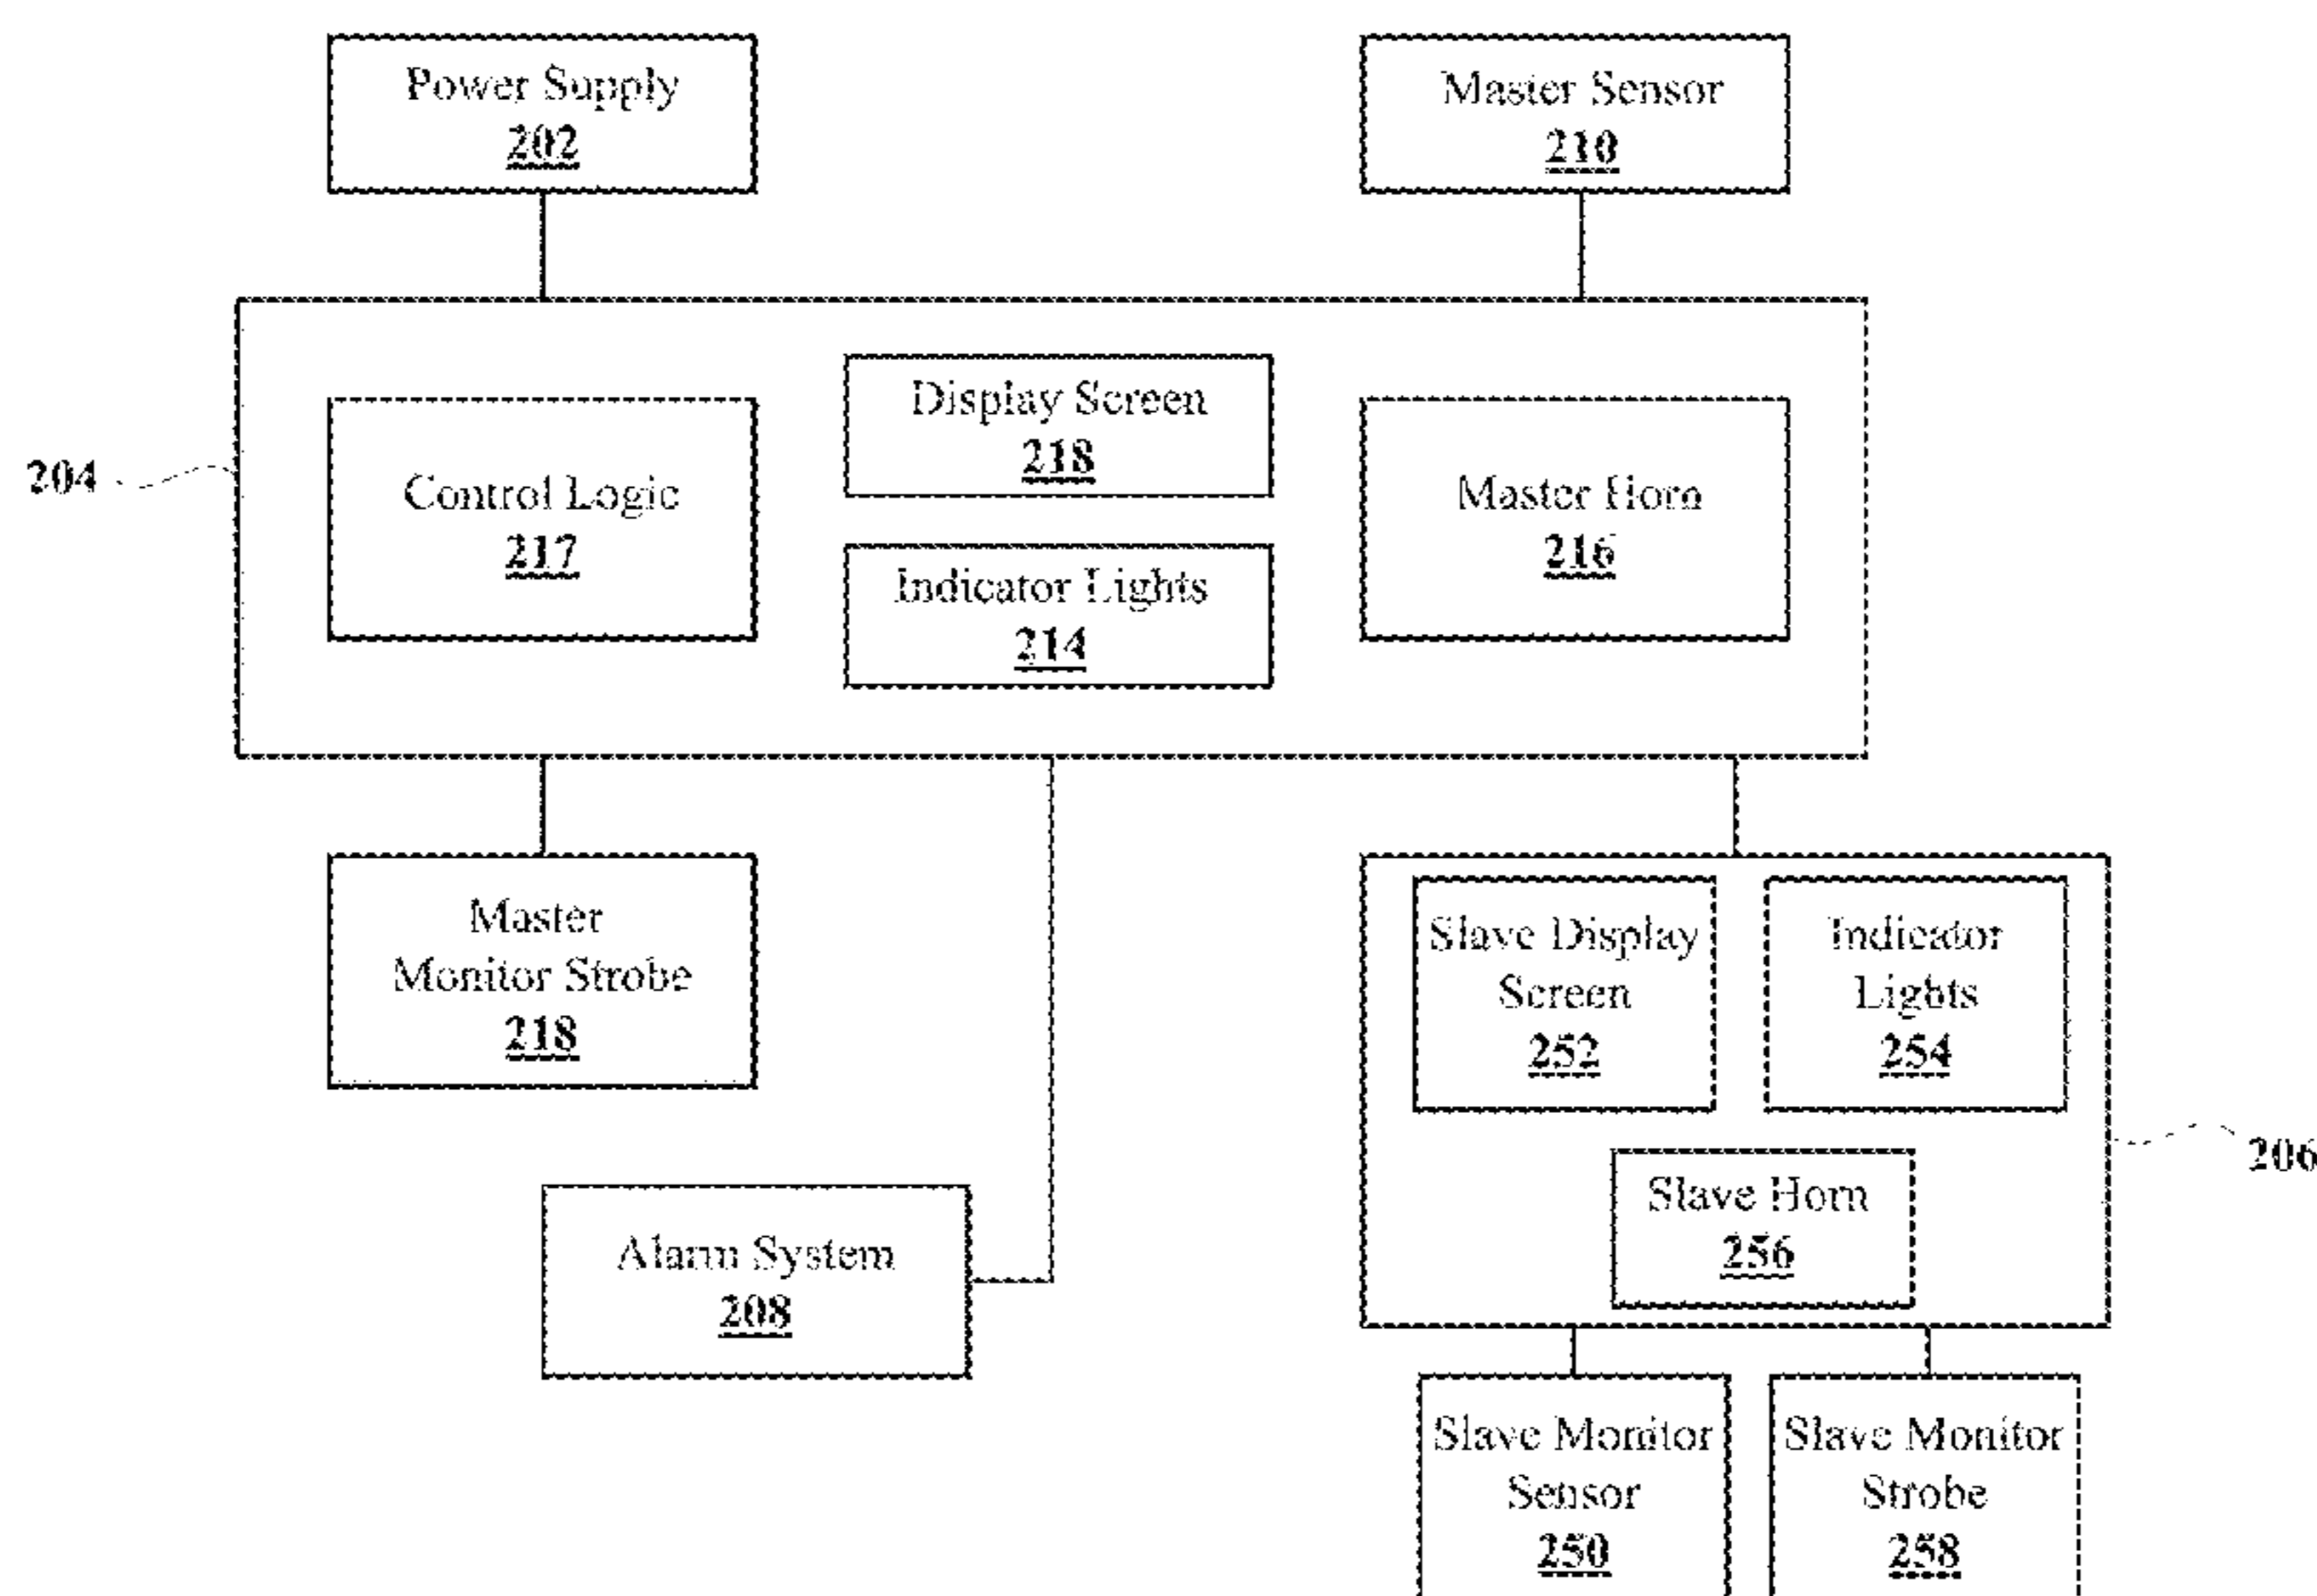 Power Supply
202
Master Sensor
210
204
Control Logic
217
Display Screen
218
Indicator Lights
214
Master Horn
216
Master
Monitor Strobe
218
Alarm System
208
Slave Display
Screen
252
Indicator
Lights
254
Slave Horn
256
206
Slave Monitor
Sensor
250
Slave Monitor
Strobe
258